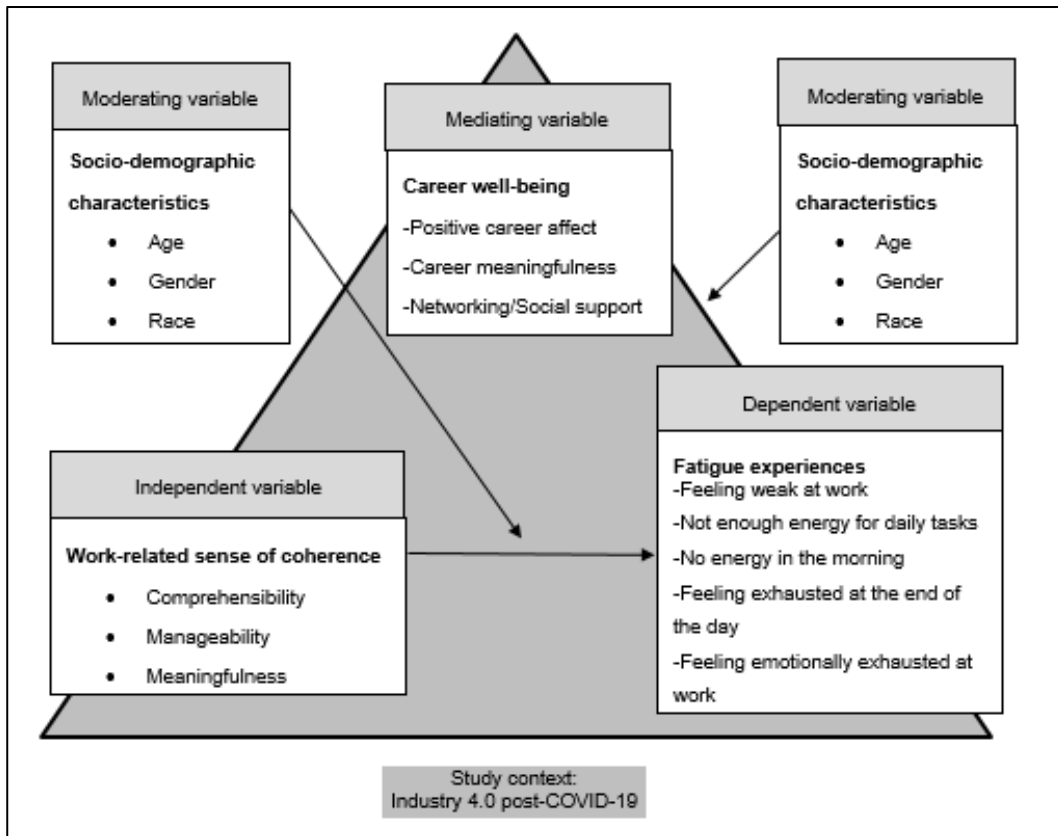 Moderating variable
Socio-demographic
characteristics
• Age
• Gender
• Race
Mediating variable
Career well-being
-Positive career affect
-Career meaningfulness
-Networking/Social support
Moderating variable
Socio-demographic
characteristics
• Age
• Gender
• Race
Independent variable
Work-related sense of coherence
• Comprehensibility
• Manageability
• Meaningfulness
Dependent variable
Fatigue experiences
-Feeling weak at work
-Not enough energy for daily tasks
-No energy in the morning
-Feeling exhausted at the end of
the day
-Feeling emotionally exhausted at
work
Study context:
Industry 4.0 post-COVID-19